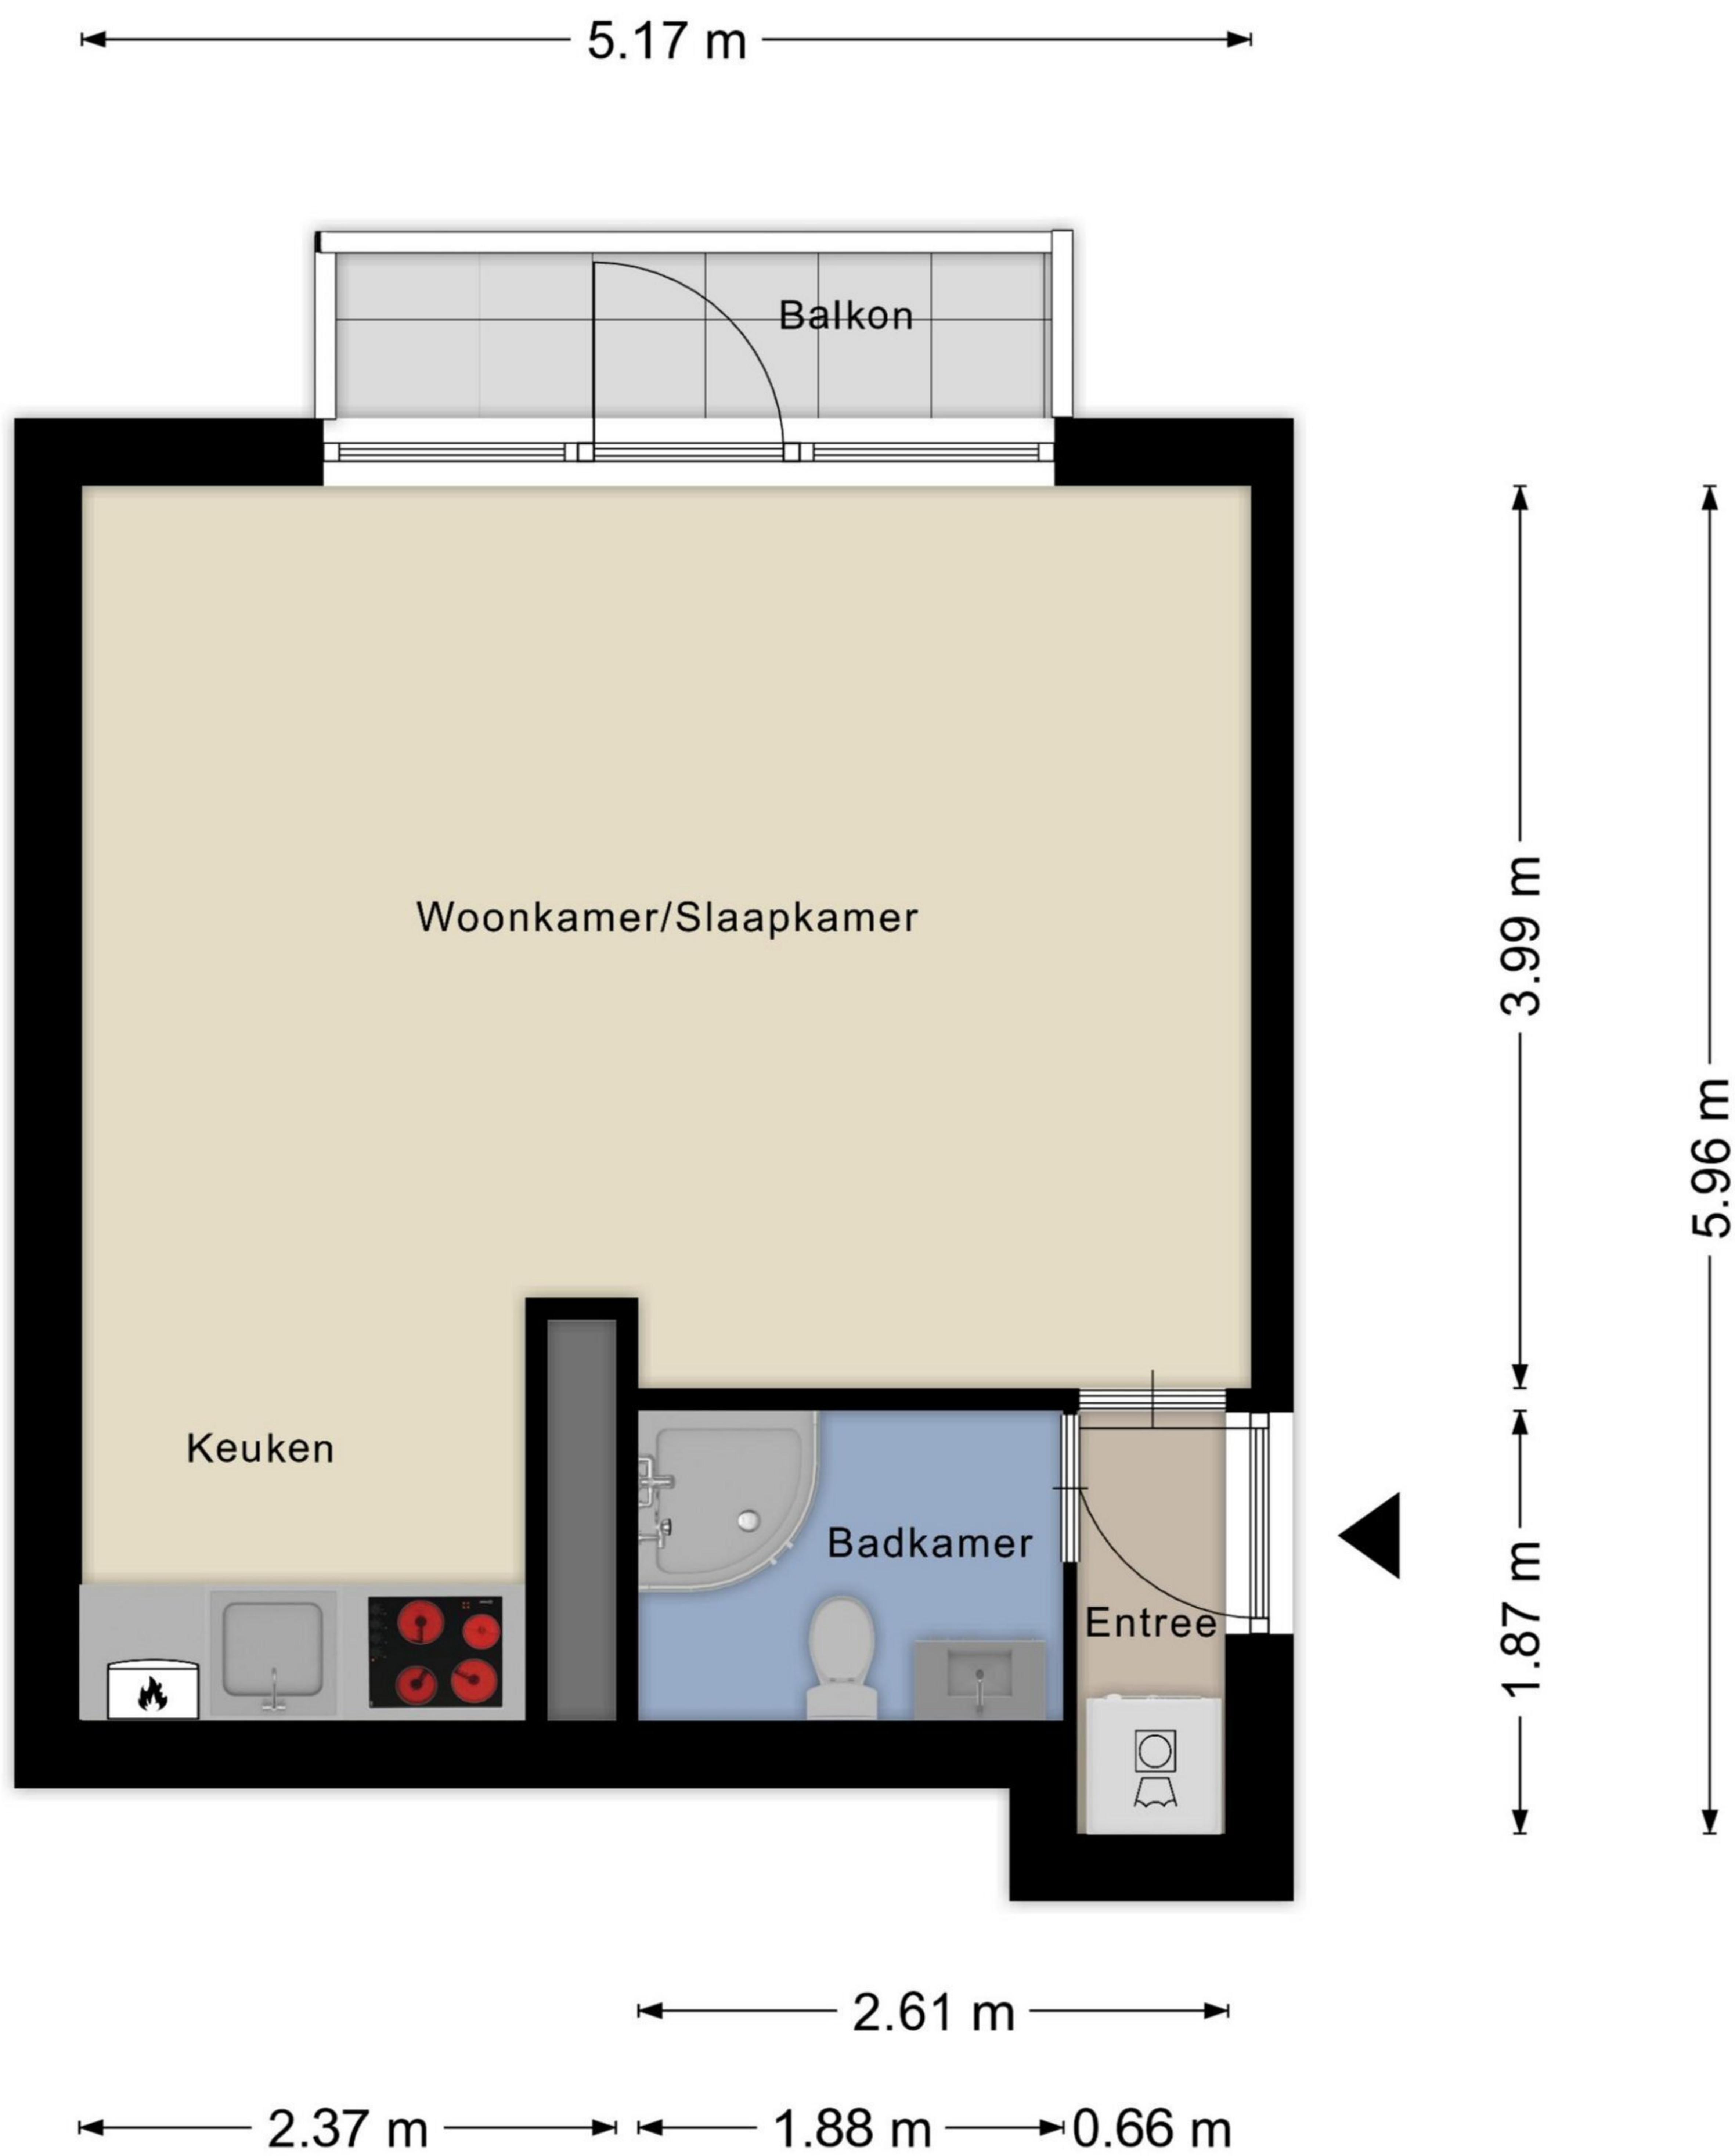 5.17 m
Balkon
Woonkamer/Slaapkamer
3.99 m
5.96 m
Keuken
Badkamer
1.87 m
Entree
2.61 m
2.37 m
1.88 m
0.66 m